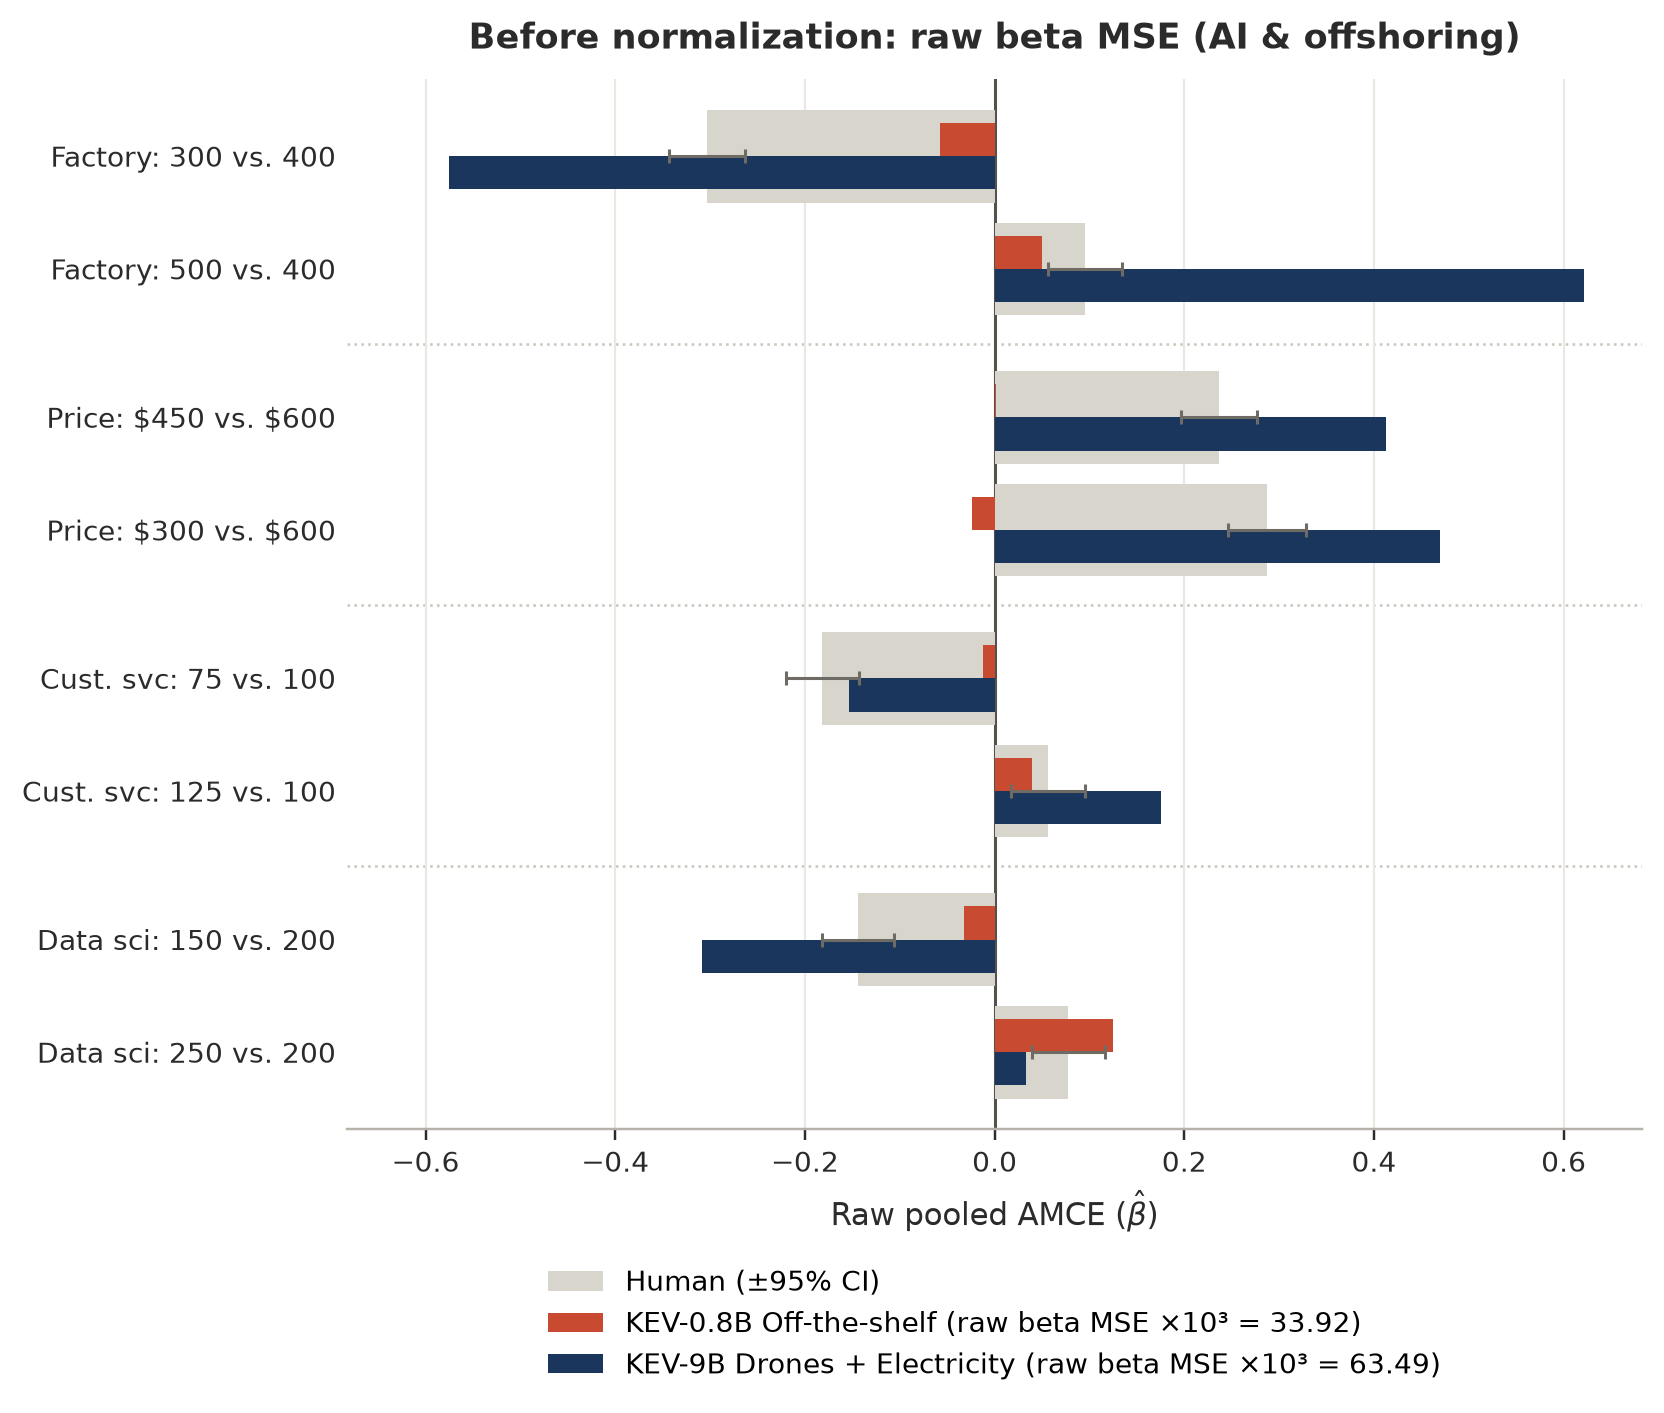 Before normalization: raw beta MSE (AI & offshoring)
Factory: 300 vs. 400
Factory: 500 vs. 400
Price: $450 vs. $600
Price: $300 vs. $600
Cust. svc: 75 vs. 100
Cust. svc: 125 vs. 100
Data sci: 150 vs. 200
Data sci: 250 vs. 200
−0.6 −0.4 −0.2 0.0 0.2 0.4 0.6
Raw pooled AMCE (β̂)
Human (±95% CI)
KEV-0.8B Off-the-shelf (raw beta MSE ×10³ = 33.92)
KEV-9B Drones + Electricity (raw beta MSE ×10³ = 63.49)